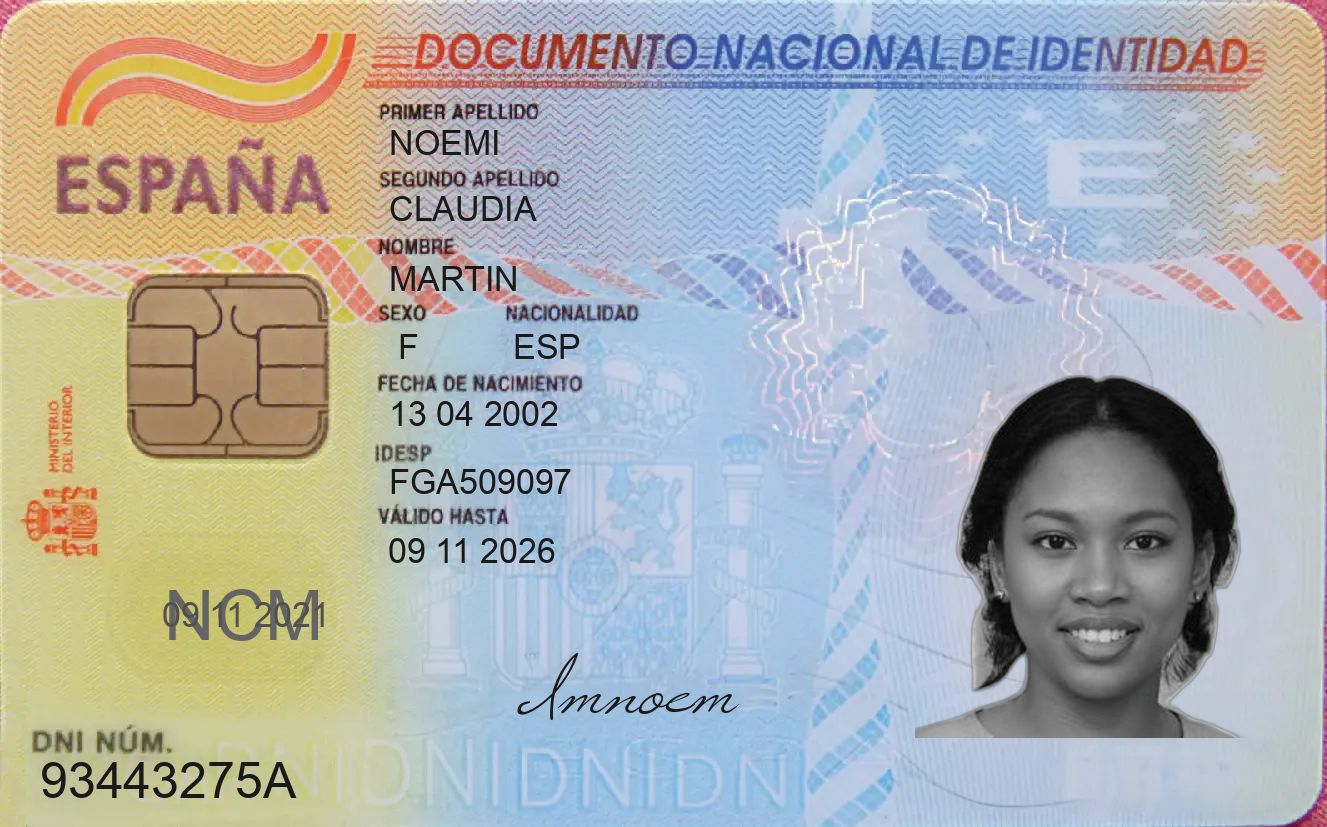 DOCUMENTO NACIONAL DE IDENTIDAD
ESPAÑA
PRIMER APELLIDO
NOEMI
SEGUNDO APELLIDO
CLAUDIA
NOMBRE
MARTIN
SEXO NACIONALIDAD
F ESP
FECHA DE NACIMIENTO
13 04 2002
IDESP
FGA509097
VÁLIDO HASTA
09 11 2026
MINISTERIO
DEL INTERIOR
E
09 11 2021
NCM
lmnoem
DNI NÚM.
93443275A
DNIDNIDNIDNI